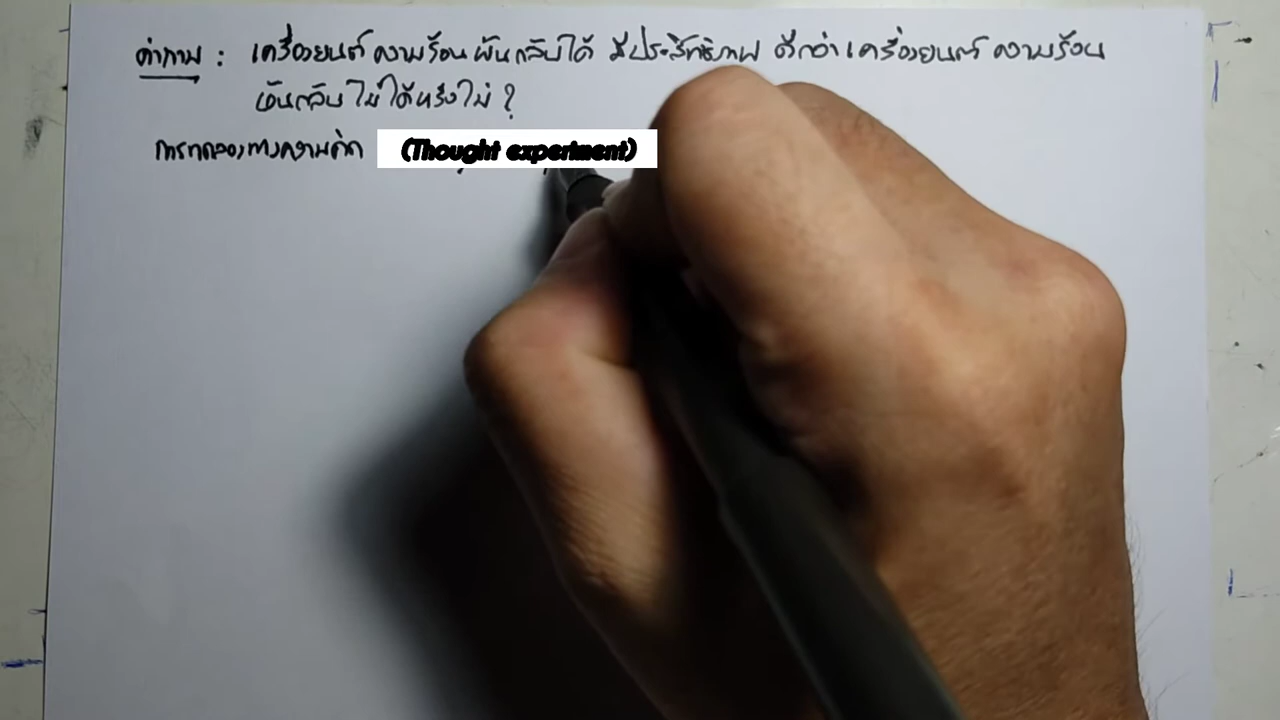 คำถาม : เครื่องยนต์ความร้อนผันกลับได้ มีประสิทธิภาพ ดีกว่าเครื่องยนต์ความร้อน
ผันกลับไม่ได้หรือไม่ ?
การทดลองทางความคิด (Thought experiment)